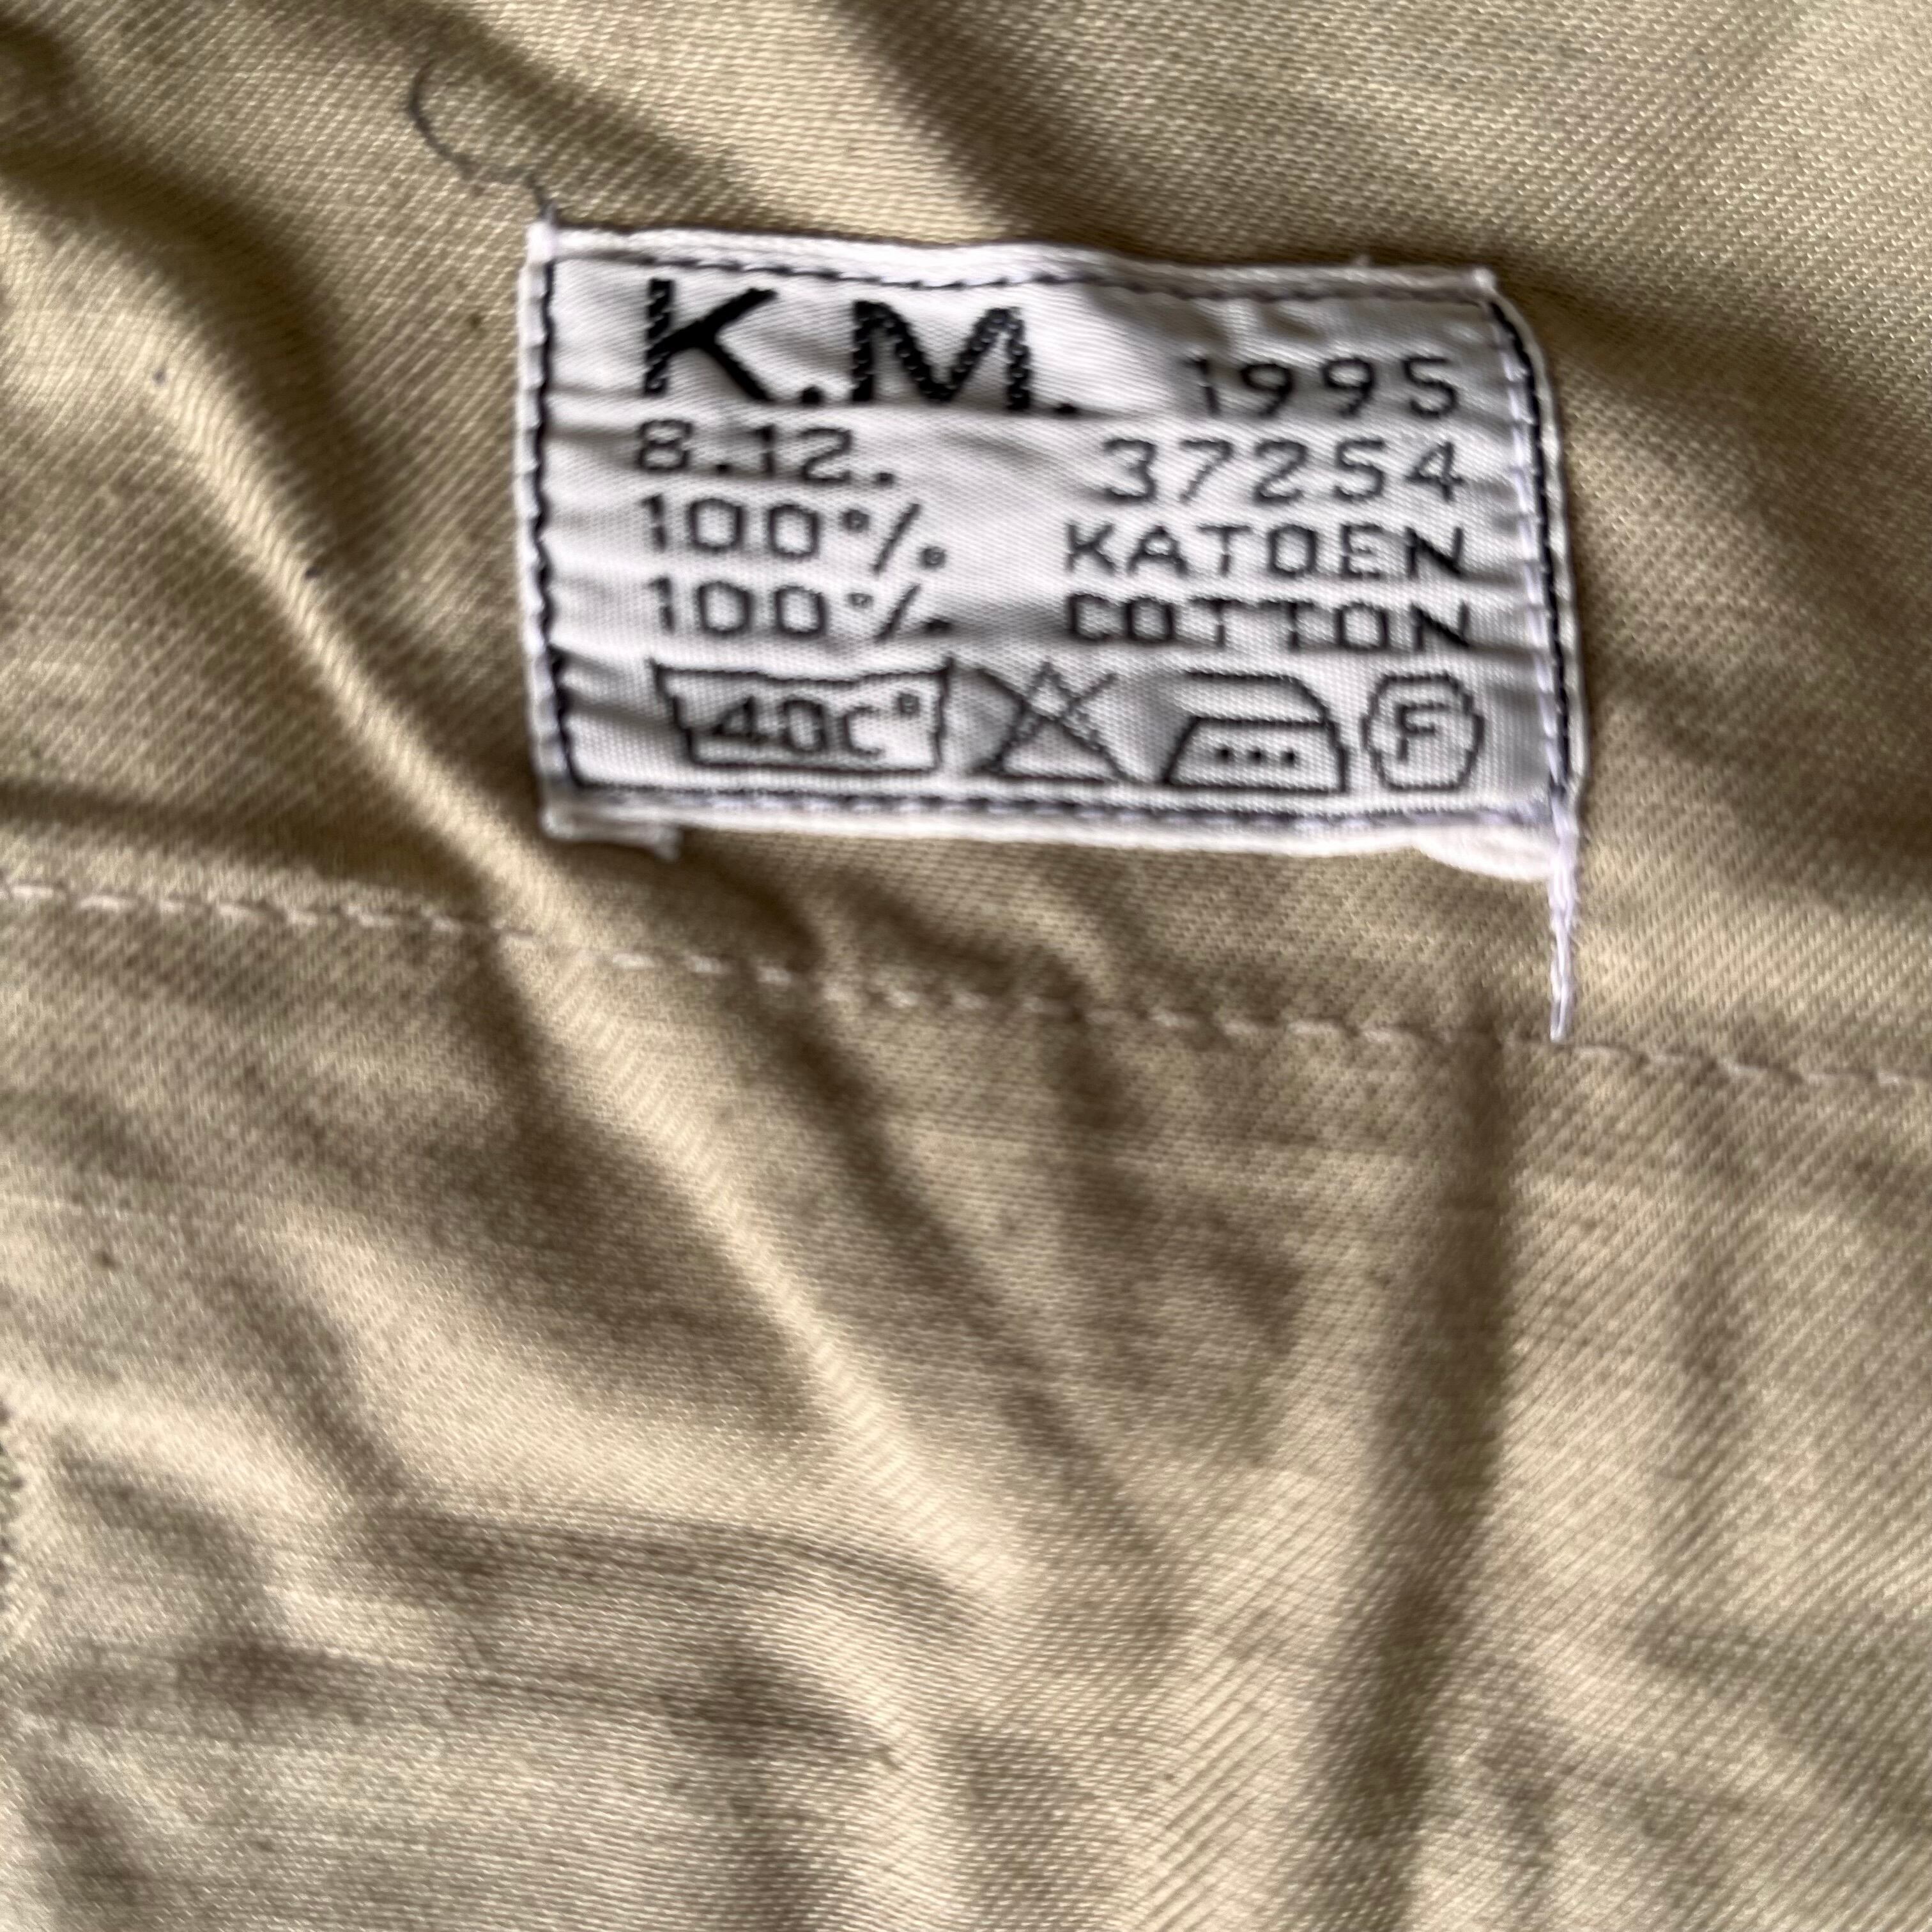 K.M. 1995
8.12. 37254
100% KATOEN
100% COTTON
40C° F